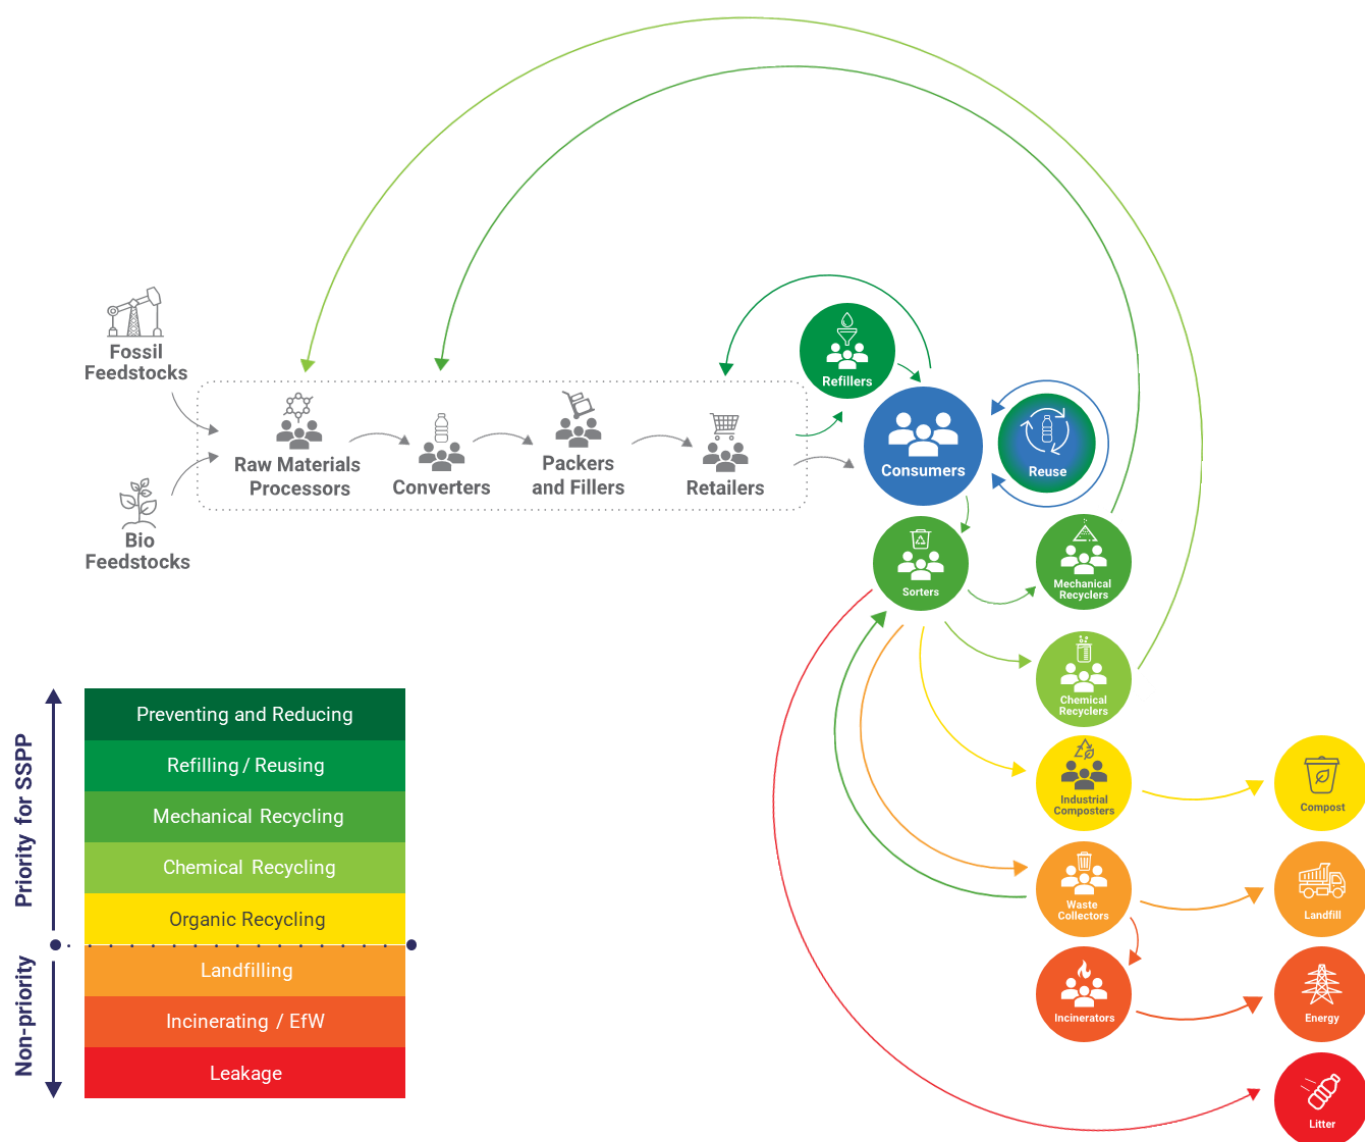 Fossil
Feedstocks
Bio
Feedstocks
Raw Materials
Processors
Converters
Packers
and Fillers
Retailers
Refillers
Consumers
Reuse
Sorters
Mechanical
Recyclers
Chemical
Recyclers
Industrial
Composters
Compost
Waste
Collectors
Landfill
Incinerators
Energy
Litter
Priority for SSPP
Non-priority
Preventing and Reducing
Refilling / Reusing
Mechanical Recycling
Chemical Recycling
Organic Recycling
Landfilling
Incinerating / EfW
Leakage